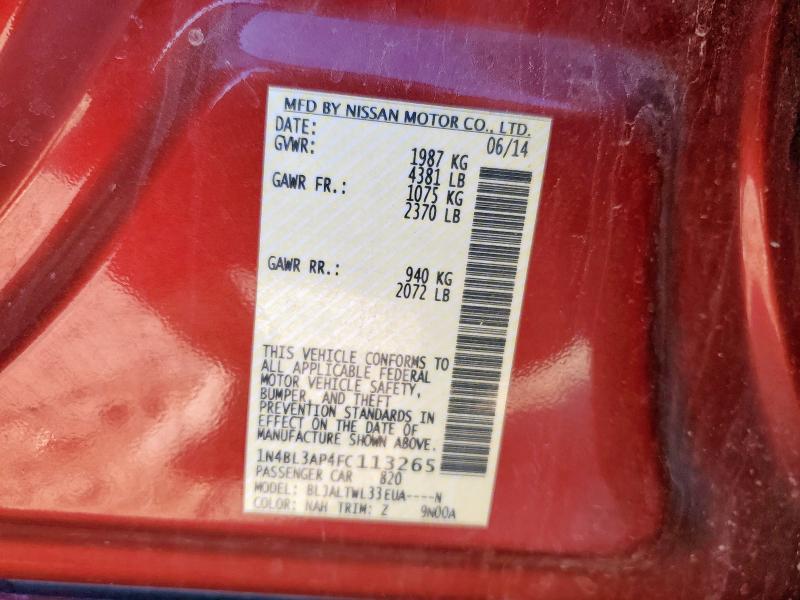 MFD BY NISSAN MOTOR CO., LTD.
DATE: 06/14
GVWR: 1987 KG
4381 LB
GAWR FR.: 1075 KG
2370 LB
GAWR RR.: 940 KG
2072 LB
THIS VEHICLE CONFORMS TO
ALL APPLICABLE FEDERAL
MOTOR VEHICLE SAFETY,
BUMPER, AND THEFT
PREVENTION STANDARDS IN
EFFECT ON THE DATE OF
MANUFACTURE SHOWN ABOVE.
1N4BL3AP4FC113265
PASSENGER CAR 820
MODEL: BL3ALTWL33EUA----N
COLOR: NAH TRIM: Z 9N00A